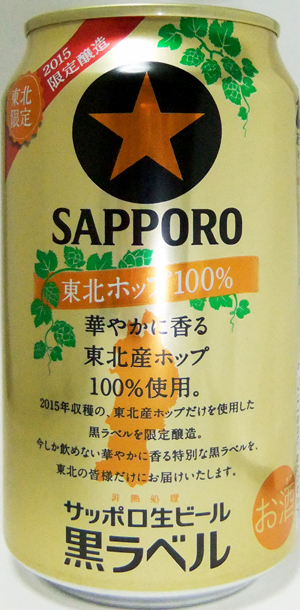 2015
限定醸造
東北
限定
SAPPORO
東北ホップ100%
華やかに香る
東北産ホップ
100%使用。
2015年収穫の、東北産ホップだけを使用した
黒ラベルを限定醸造。
今しか飲めない華やかに香る特別な黒ラベルを、
東北の皆様だけにお届けいたします。
非熱処理
サッポロ生ビール
黒ラベル
お酒